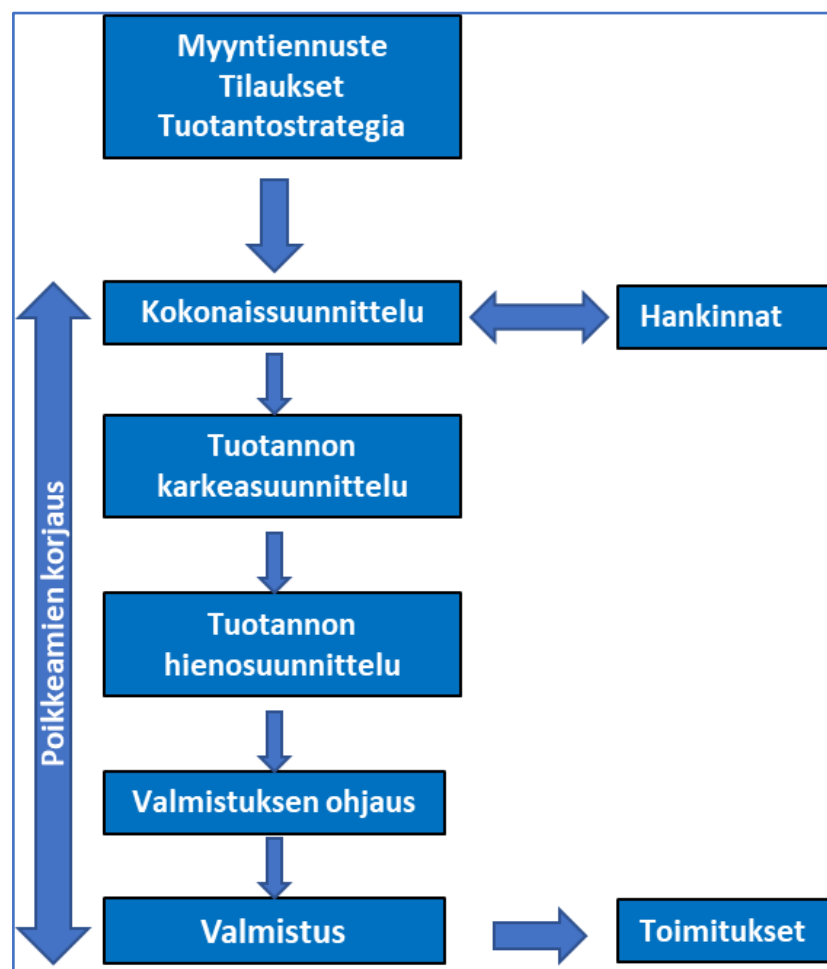 Myyntiennuste
Tilaukset
Tuotantostrategia
Kokonaissuunnittelu
Hankinnat
Tuotannon
karkeasuunnittelu
Poikkeamien korjaus
Tuotannon
hienosuunnittelu
Valmistuksen ohjaus
Valmistus
Toimitukset